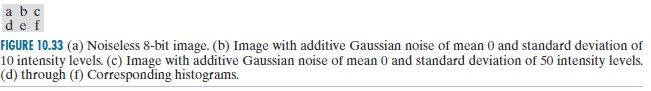 a b c
d e f
FIGURE 10.33 (a) Noiseless 8-bit image. (b) Image with additive Gaussian noise of mean 0 and standard deviation of
10 intensity levels. (c) Image with additive Gaussian noise of mean 0 and standard deviation of 50 intensity levels.
(d) through (f) Corresponding histograms.